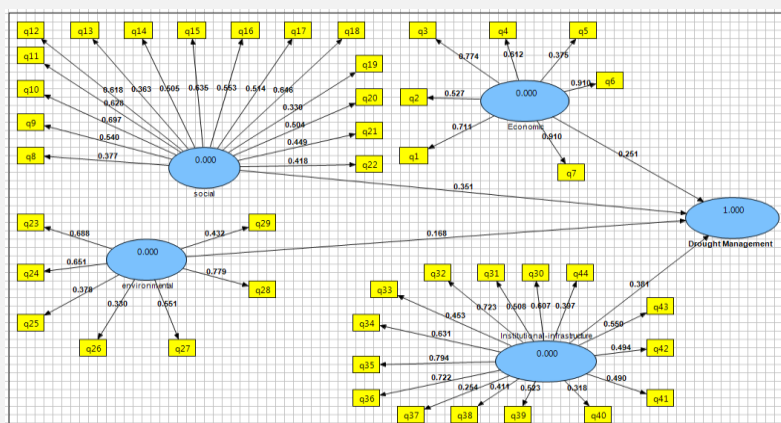 q12 q13 q14 q15 q16 q17 q18
q11
q10
q9
q8
q19
q20
q21
q22
0.618 0.363 0.505 0.635 0.553 0.514 0.646
0.628
0.697
0.540
0.377
0.330
0.504
0.449
0.418
0.000
social
q3 q4 q5
q2
q1
q6
q7
0.774 0.612 0.375
0.527
0.910
0.711
0.910
0.000
Economic
0.251
0.351
0.168
0.381
1.000
Drought Management
q23
q24
q25
q26
q27
q28
q29
0.688
0.432
0.651
0.378
0.330
0.551
0.779
0.000
environmental
q32 q31 q30 q44
q33
q34
q35
q36
q37
q38
q39
q40
q41
q42
q43
0.723 0.508 0.607 0.307
0.453
0.631
0.794
0.722
0.254
0.411
0.523
0.318
0.490
0.494
0.550
Institutional-infrastructure
0.000